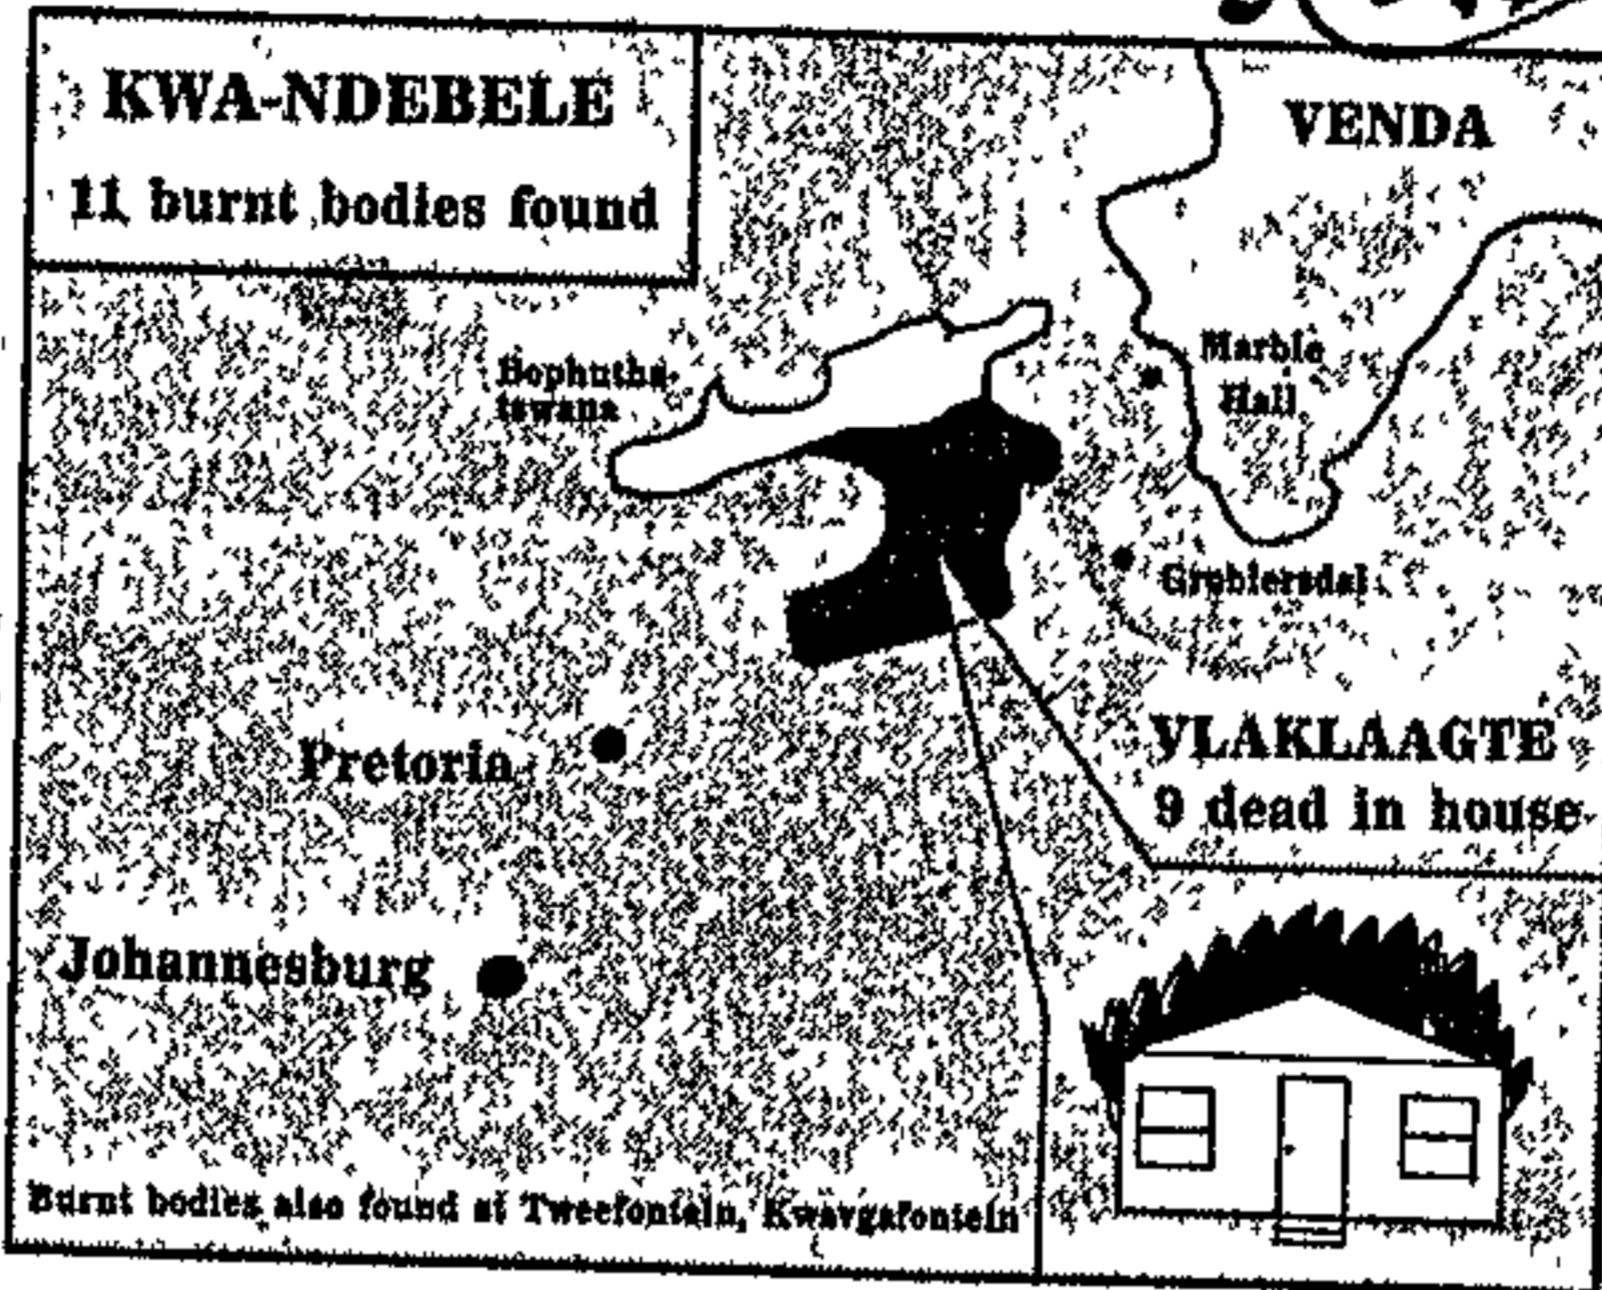 KWA-NDEBELE
11 burnt bodies found
VENDA
Bophutha-
tswana
Marble
Hall
Groblersdal
Pretoria
VLAKLAAGTE
9 dead in house
Johannesburg
Burnt bodies also found at Tweefontein,